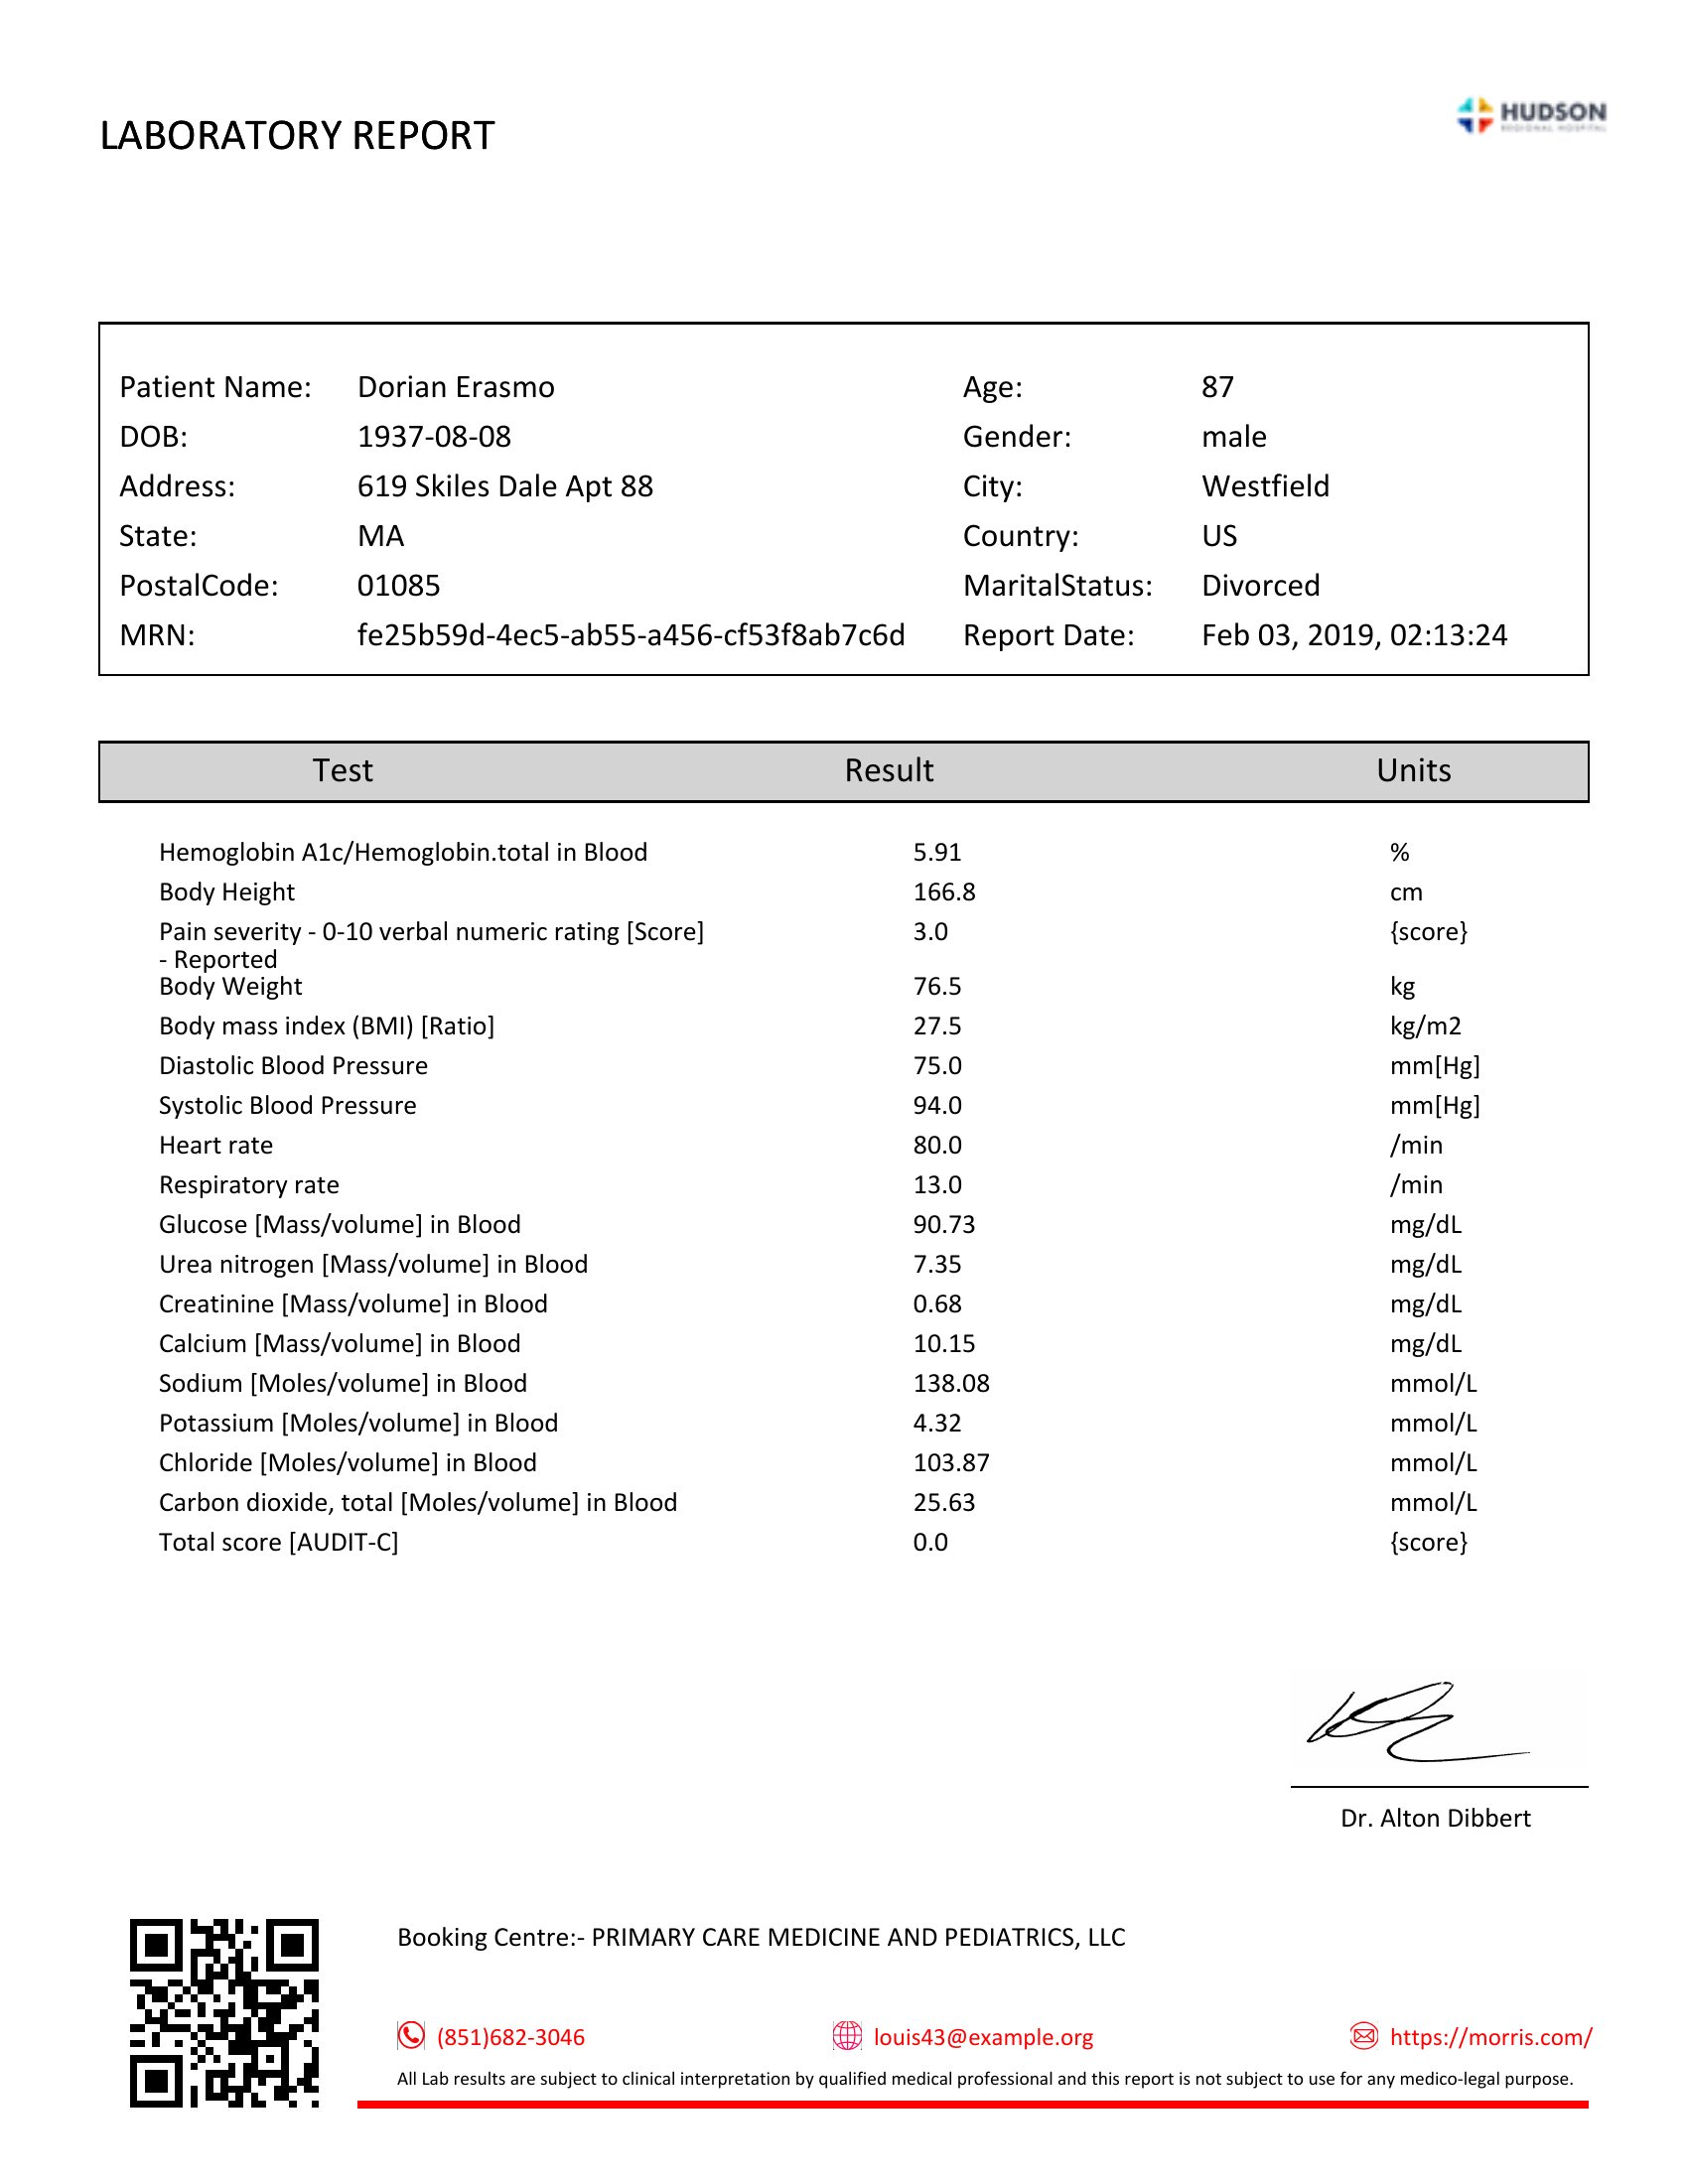 LABORATORY REPORT
HUDSON
REGIONAL HOSPITAL
Patient Name: Dorian Erasmo Age: 87
DOB: 1937-08-08 Gender: male
Address: 619 Skiles Dale Apt 88 City: Westfield
State: MA Country: US
PostalCode: 01085 MaritalStatus: Divorced
MRN: fe25b59d-4ec5-ab55-a456-cf53f8ab7c6d Report Date: Feb 03, 2019, 02:13:24
Test Result Units
Hemoglobin A1c/Hemoglobin.total in Blood 5.91 %
Body Height 166.8 cm
Pain severity - 0-10 verbal numeric rating [Score] 3.0 {score}
- Reported
Body Weight 76.5 kg
Body mass index (BMI) [Ratio] 27.5 kg/m2
Diastolic Blood Pressure 75.0 mm[Hg]
Systolic Blood Pressure 94.0 mm[Hg]
Heart rate 80.0 /min
Respiratory rate 13.0 /min
Glucose [Mass/volume] in Blood 90.73 mg/dL
Urea nitrogen [Mass/volume] in Blood 7.35 mg/dL
Creatinine [Mass/volume] in Blood 0.68 mg/dL
Calcium [Mass/volume] in Blood 10.15 mg/dL
Sodium [Moles/volume] in Blood 138.08 mmol/L
Potassium [Moles/volume] in Blood 4.32 mmol/L
Chloride [Moles/volume] in Blood 103.87 mmol/L
Carbon dioxide, total [Moles/volume] in Blood 25.63 mmol/L
Total score [AUDIT-C] 0.0 {score}
Dr. Alton Dibbert
Booking Centre:- PRIMARY CARE MEDICINE AND PEDIATRICS, LLC
(851)682-3046 louis43@example.org https://morris.com/
All Lab results are subject to clinical interpretation by qualified medical professional and this report is not subject to use for any medico-legal purpose.